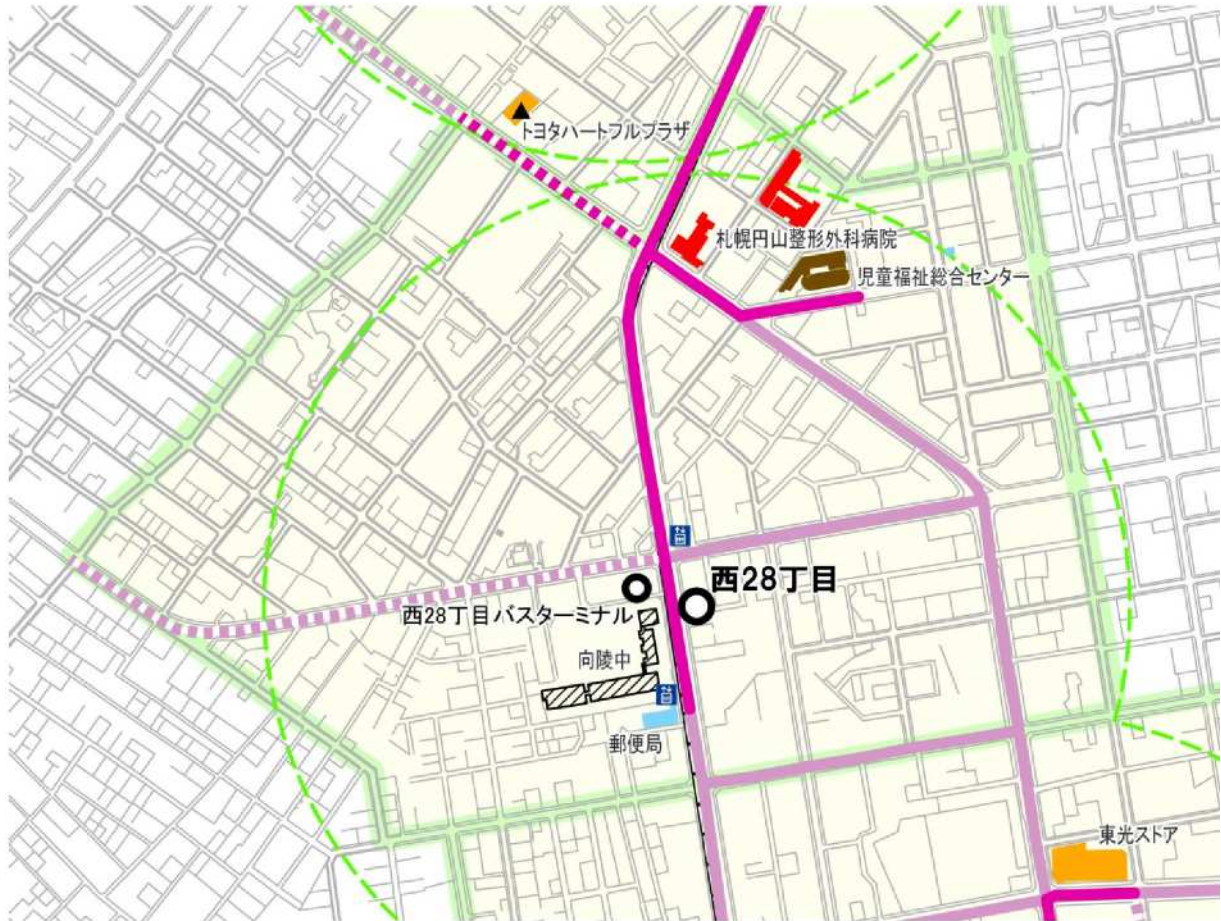 トヨタハートフルプラザ
札幌円山整形外科病院
児童福祉総合センター
西28丁目
西28丁目バスターミナル
向陵中
郵便局
東光ストア